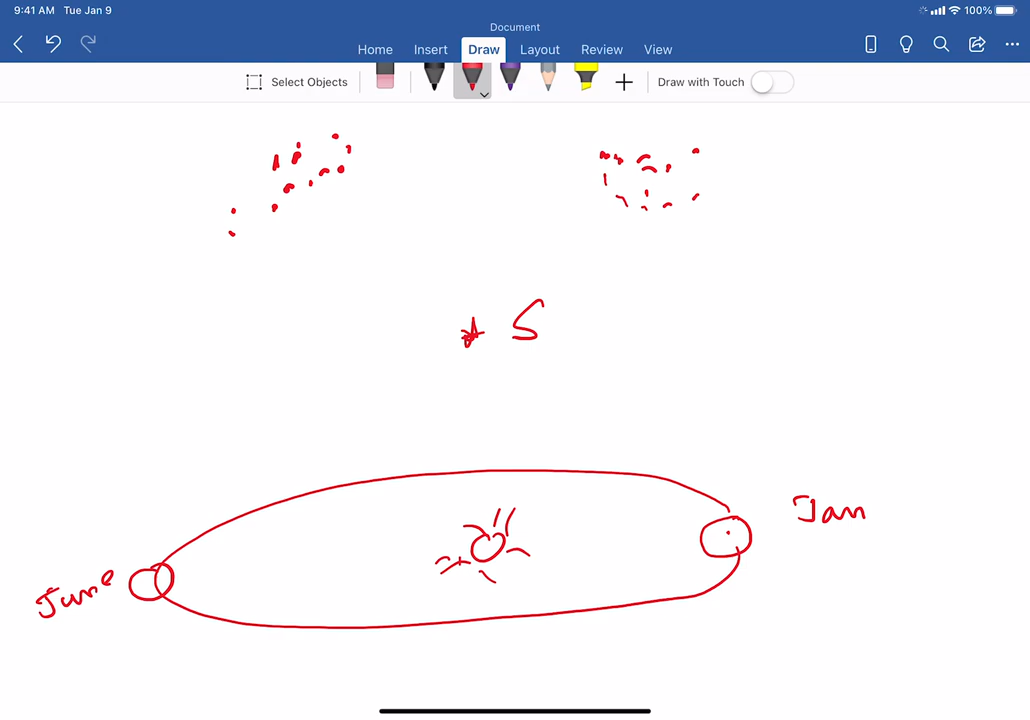 9:41 AM Tue Jan 9
100%
Document
Home Insert Draw Layout Review View
Select Objects
Draw with Touch
S
Jan
June